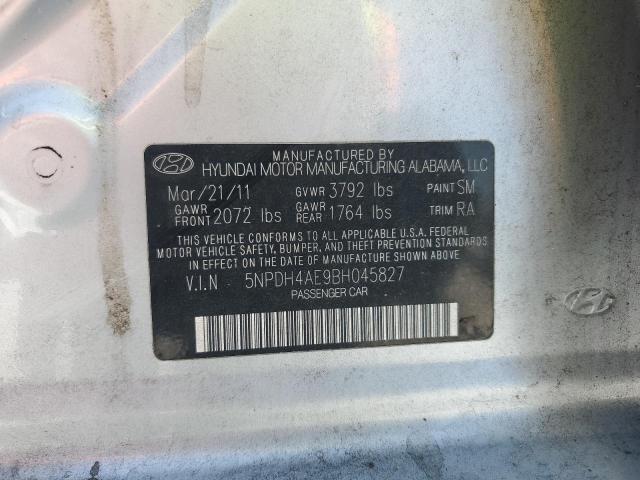 MANUFACTURED BY
HYUNDAI MOTOR MANUFACTURING ALABAMA, LLC
Mar/21/11 GVWR 3792 lbs PAINT SM
GAWR FRONT 2072 lbs GAWR REAR 1764 lbs TRIM RA
THIS VEHICLE CONFORMS TO ALL APPLICABLE U.S.A. FEDERAL
MOTOR VEHICLE SAFETY, BUMPER, AND THEFT PREVENTION STANDARDS
IN EFFECT ON THE DATE OF MANUFACTURE SHOWN ABOVE
V.I.N 5NPDH4AE9BH045827
PASSENGER CAR